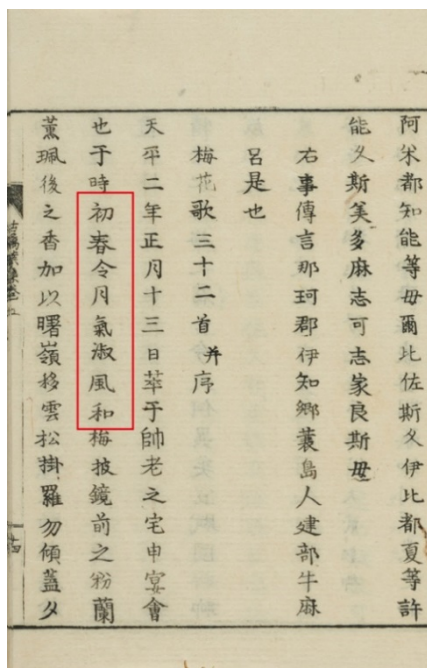 阿米都知能等毋爾比佐斯久伊比都夏等許
能久斯美多麻志可志家良斯毋
右事傳言那珂郡伊知郷蓑島人建部牛麻
呂是也
梅花歌三十二首并序
天平二年正月十三日萃于帥老之宅申宴會
也于時初春令月氣淑風和梅披鏡前之粉蘭
薫珮後之香加以曙嶺移雲松掛羅勿傾盖夕